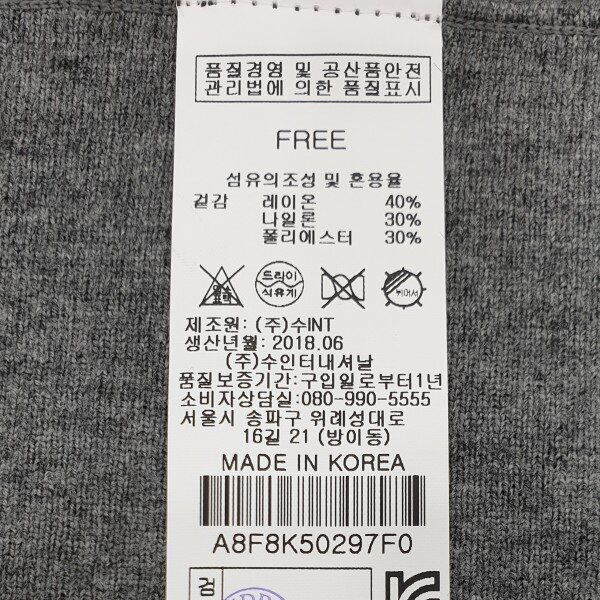 품질경영 및 공산품안전
관리법에 의한 품질표시
FREE
섬유의조성 및 혼용율
겉감 레이온 40%
나일론 30%
폴리에스터 30%
드라이
석유계
뉘어서
제조원: (주)수INT
생산년월: 2018.06
(주)수인터내셔날
품질보증기간:구입일로부터1년
소비자상담실:080-990-5555
서울시 송파구 위례성대로
16길 21 (방이동)
MADE IN KOREA
A8F8K50297F0
검